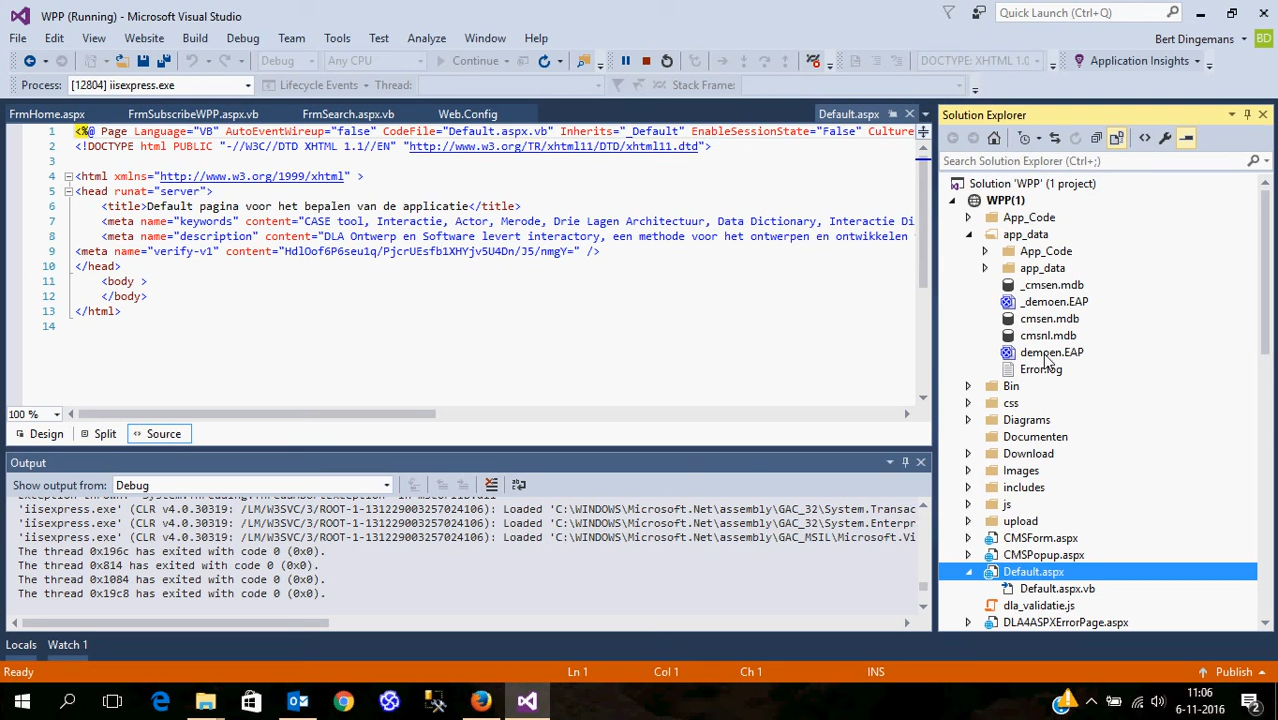 WPP (Running) - Microsoft Visual Studio
Quick Launch (Ctrl+Q)
File Edit View Website Build Debug Team Tools Test Analyze Window Help
Bert Dingemans BD
Debug Any CPU Continue DOCTYPE: XHTML 1.0 Application Insights
Process: [12804] iisexpress.exe Lifecycle Events Thread: Stack Frame:
FrmHome.aspx FrmSubscribeWPP.aspx.vb FrmSearch.aspx.vb Web.Config Default.aspx
1 <%@ Page Language="VB" AutoEventWireup="false" CodeFile="Default.aspx.vb" Inherits="_Default" EnableSessionState="False" Culture
2 <!DOCTYPE html PUBLIC "-//W3C//DTD XHTML 1.1//EN" "http://www.w3.org/TR/xhtml11/DTD/xhtml11.dtd">
3
4 <html xmlns="http://www.w3.org/1999/xhtml" >
5 <head runat="server">
6 <title>Default pagina voor het bepalen van de applicatie</title>
7 <meta name="keywords" content="CASE tool, Interactie, Actor, Merode, Drie Lagen Architectuur, Data Dictionary, Interactie Di
8 <meta name="description" content="DLA Ontwerp en Software levert interactory, een methode voor het ontwerpen en ontwikkelen
9 <meta name="verify-v1" content="HdlOof6P6seu1q/PjcrUEsfb1XHYjv5U4Dn/J5/nmgY=" />
10 </head>
11 <body >
12 </body>
13 </html>
14
100 %
Design Split Source
Output
Show output from: Debug
'iisexpress.exe' (CLR v4.0.30319: /LM/W3SVC/3/ROOT-1-131229003257024106): Loaded 'C:\WINDOWS\Microsoft.Net\assembly\GAC_32\System.Transac
'iisexpress.exe' (CLR v4.0.30319: /LM/W3SVC/3/ROOT-1-131229003257024106): Loaded 'C:\WINDOWS\Microsoft.Net\assembly\GAC_32\System.Enterpr
'iisexpress.exe' (CLR v4.0.30319: /LM/W3SVC/3/ROOT-1-131229003257024106): Loaded 'C:\WINDOWS\Microsoft.Net\assembly\GAC_MSIL\Microsoft.Vi
The thread 0x196c has exited with code 0 (0x0).
The thread 0x814 has exited with code 0 (0x0).
The thread 0x1084 has exited with code 0 (0x0).
The thread 0x19c8 has exited with code 0 (0x0).
Locals Watch 1
Solution Explorer
Search Solution Explorer (Ctrl+;)
Solution 'WPP' (1 project)
WPP(1)
App_Code
app_data
App_Code
app_data
_cmsen.mdb
_demoen.EAP
cmsen.mdb
cmsnl.mdb
demoen.EAP
Error.log
Bin
css
Diagrams
Documenten
Download
Images
includes
js
upload
CMSForm.aspx
CMSPopup.aspx
Default.aspx
Default.aspx.vb
dla_validatie.js
DLA4ASPXErrorPage.aspx
Ready Ln 1 Col 1 Ch 1 INS Publish
11:06
6-11-2016
2